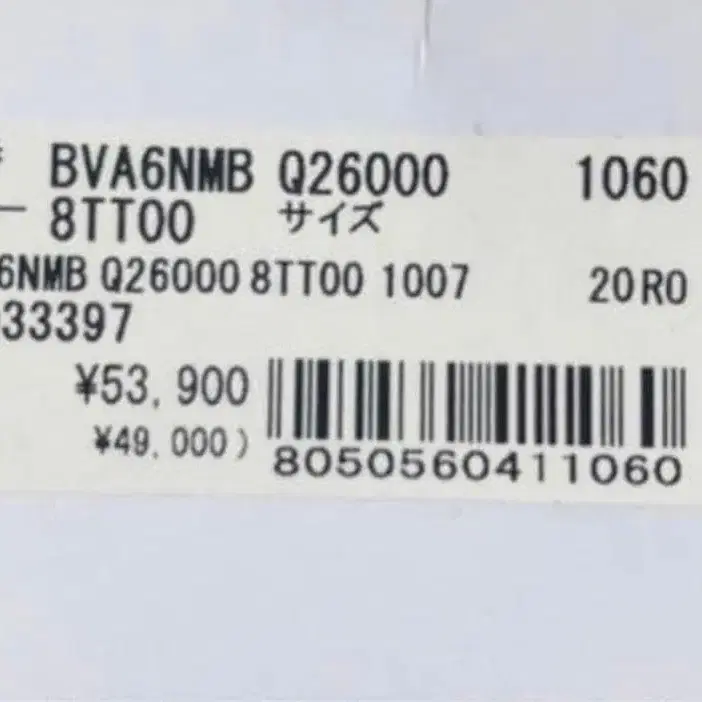 BVA6NMB Q26000 1060
8TT00 サイズ
6NMB Q26000 8TT00 1007 20R0
33397
¥53,900
¥49,000)
8050560411060